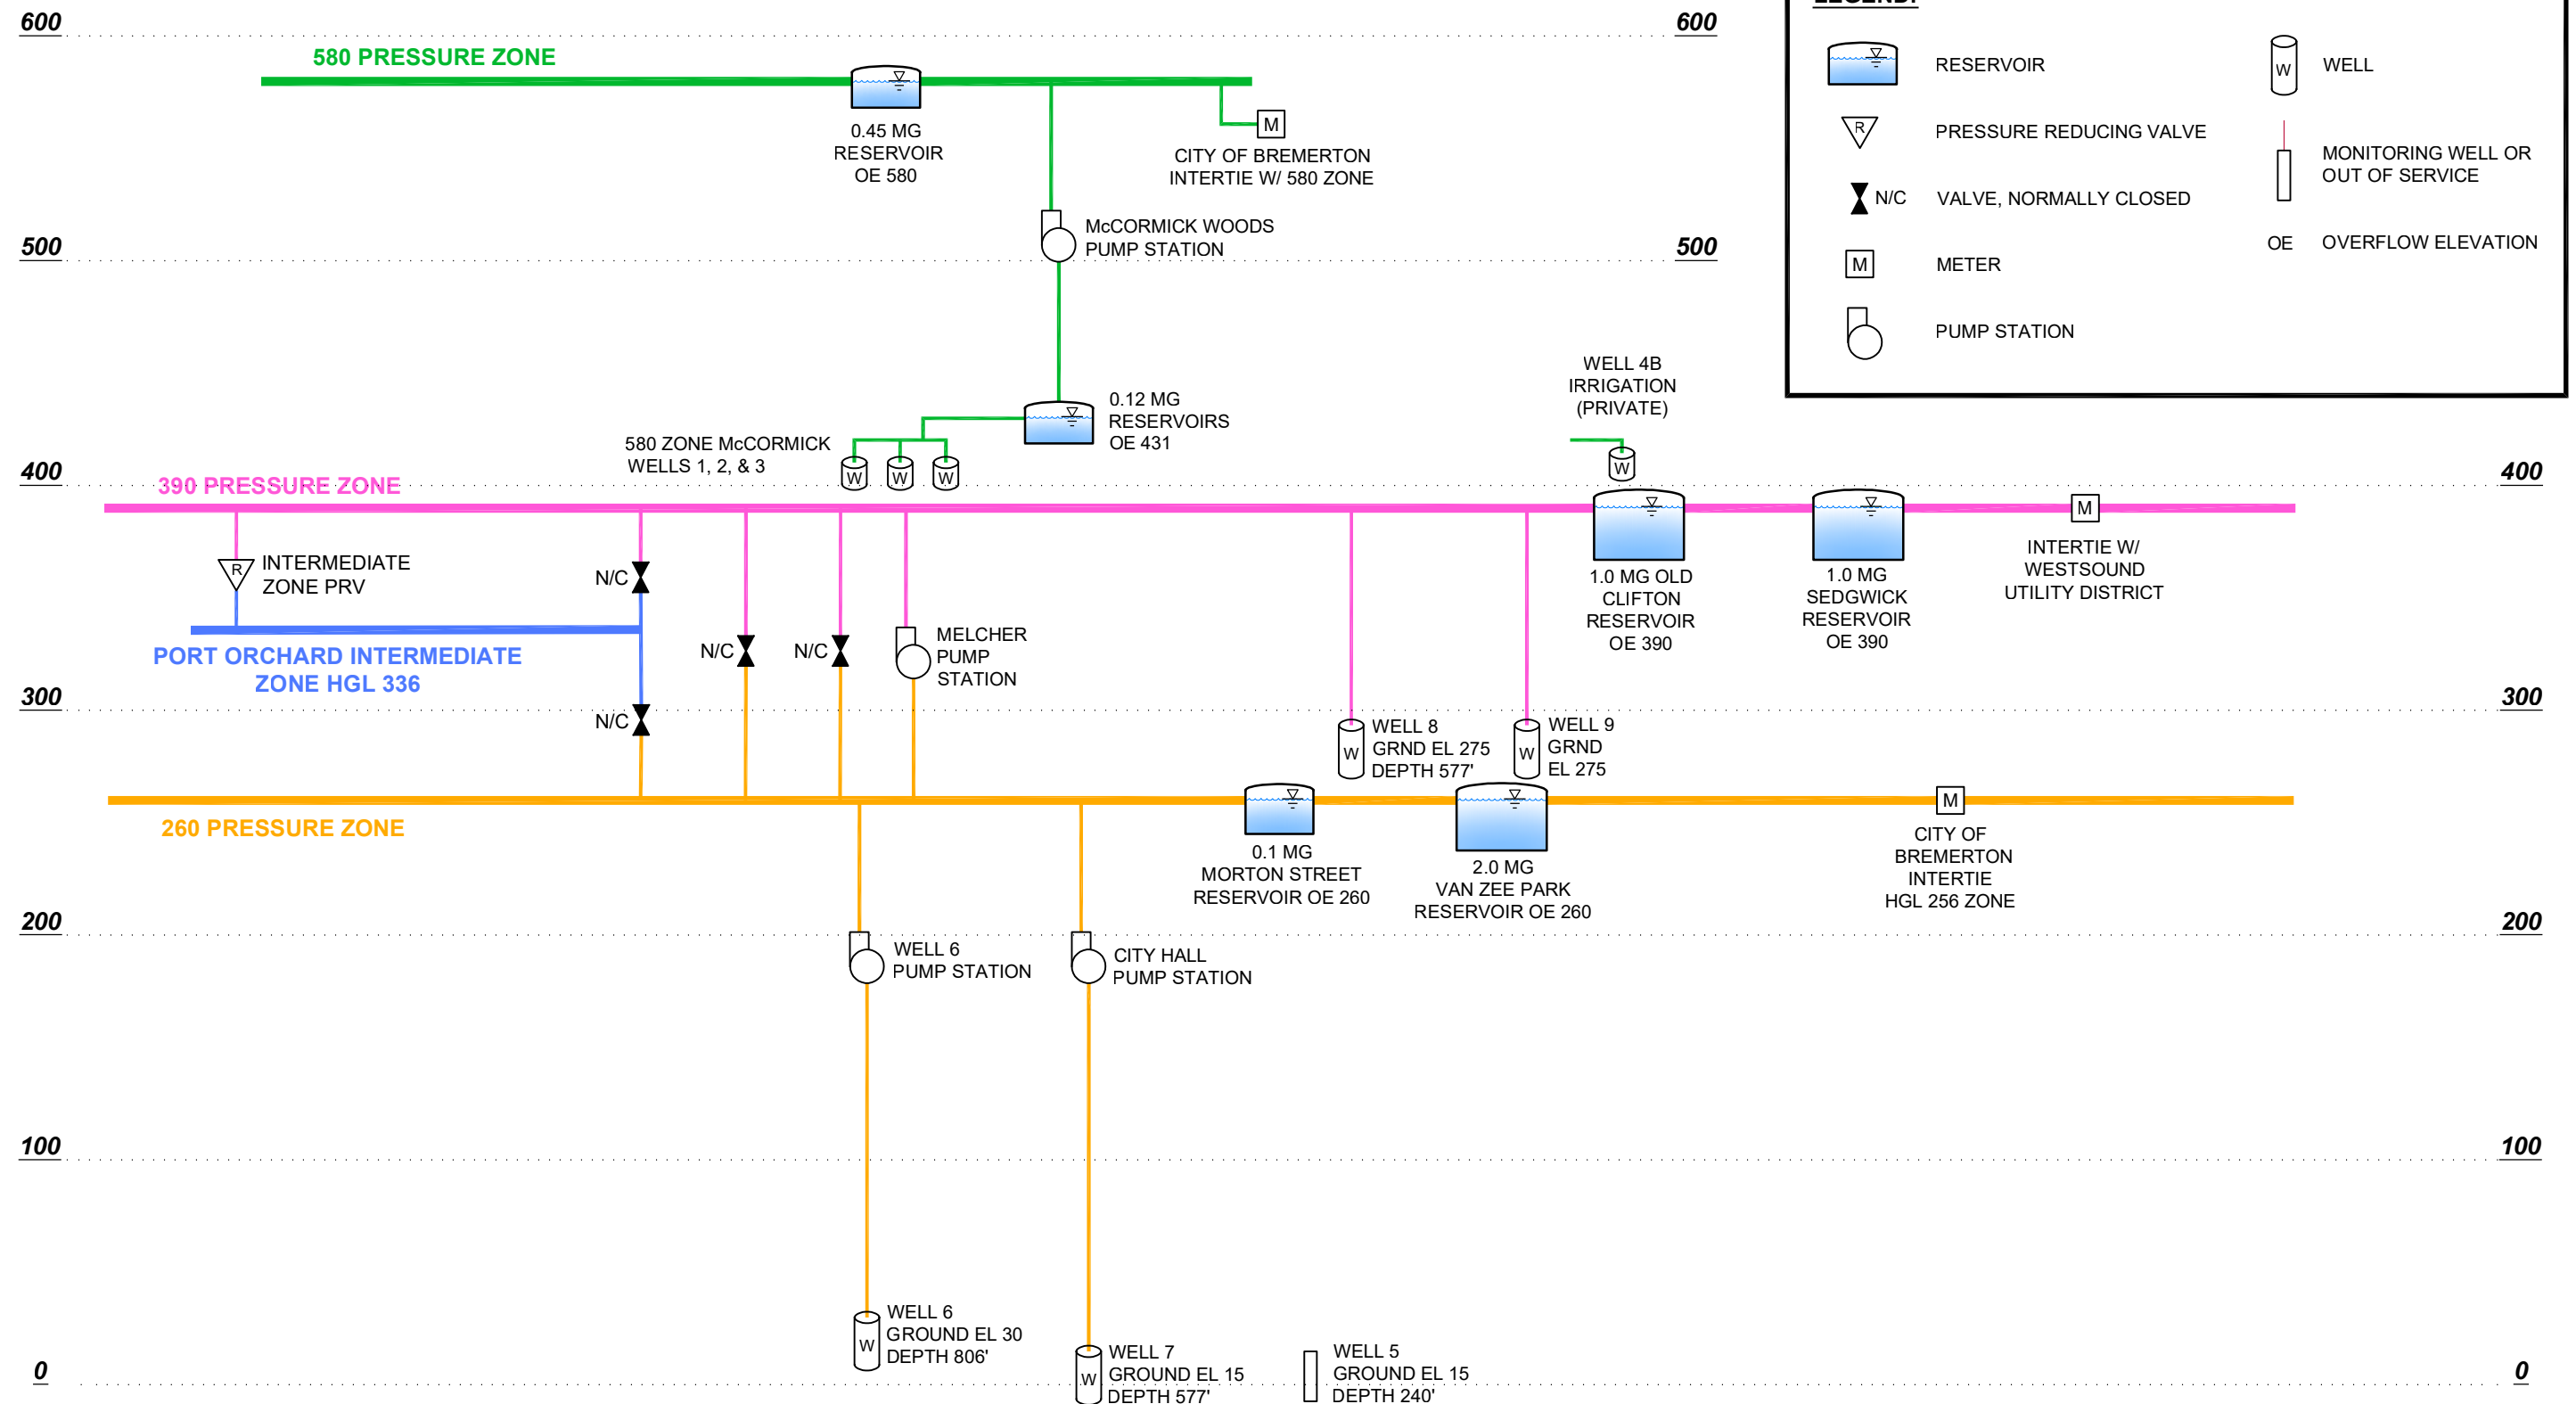 LEGEND:
600
600
580 PRESSURE ZONE
RESERVOIR
W
WELL
R
PRESSURE REDUCING VALVE
MONITORING WELL OR
OUT OF SERVICE
N/C
VALVE, NORMALLY CLOSED
OE
OVERFLOW ELEVATION
M
METER
PUMP STATION
0.45 MG
RESERVOIR
OE 580
M
CITY OF BREMERTON
INTERTIE W/ 580 ZONE
McCORMICK WOODS
PUMP STATION
500
500
0.12 MG
RESERVOIRS
OE 431
580 ZONE McCORMICK
WELLS 1, 2, & 3
W
W
W
WELL 4B
IRRIGATION
(PRIVATE)
W
400
400
390 PRESSURE ZONE
R
INTERMEDIATE
ZONE PRV
N/C
N/C
N/C
MELCHER
PUMP
STATION
1.0 MG OLD
CLIFTON
RESERVOIR
OE 390
1.0 MG
SEDGWICK
RESERVOIR
OE 390
M
INTERTIE W/
WESTSOUND
UTILITY DISTRICT
PORT ORCHARD INTERMEDIATE
ZONE HGL 336
300
300
N/C
W
WELL 8
GRND EL 275
DEPTH 577'
W
WELL 9
GRND
EL 275
260 PRESSURE ZONE
0.1 MG
MORTON STREET
RESERVOIR OE 260
2.0 MG
VAN ZEE PARK
RESERVOIR OE 260
M
CITY OF
BREMERTON
INTERTIE
HGL 256 ZONE
200
200
WELL 6
PUMP STATION
CITY HALL
PUMP STATION
100
100
W
WELL 6
GROUND EL 30
DEPTH 806'
W
WELL 7
GROUND EL 15
DEPTH 577'
WELL 5
GROUND EL 15
DEPTH 240'
0
0